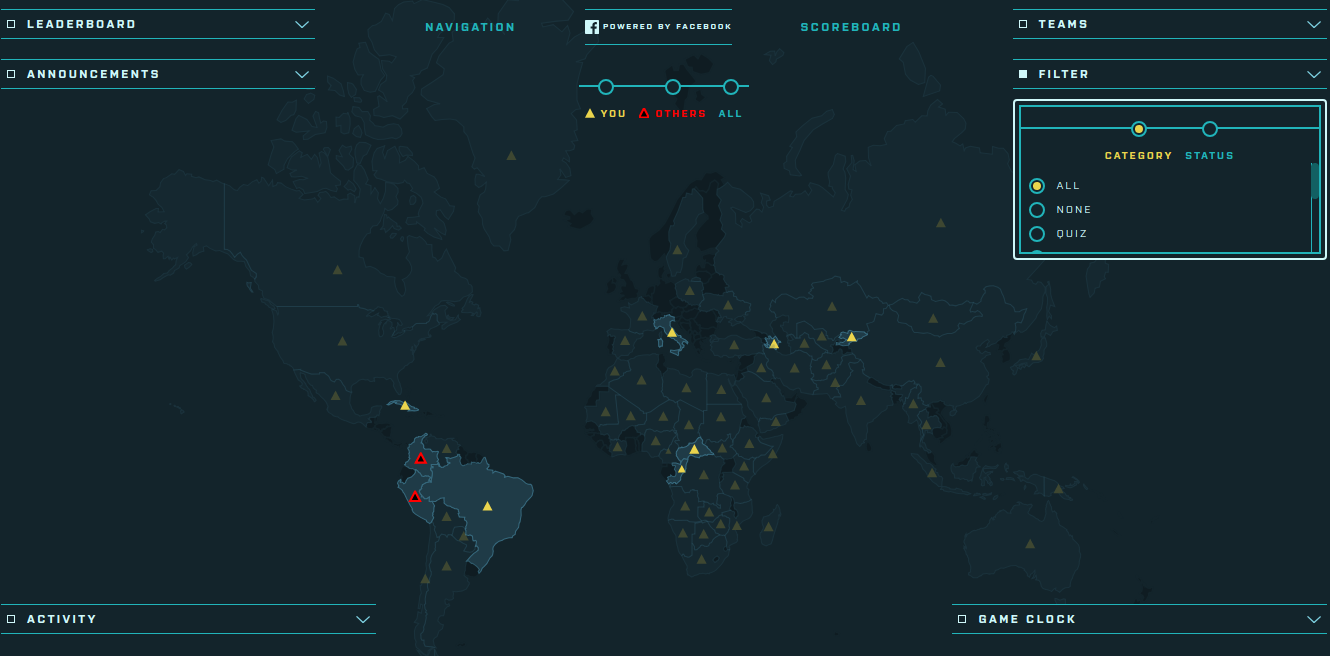 LEADERBOARD
NAVIGATION
POWERED BY FACEBOOK
SCOREBOARD
TEAMS
ANNOUNCEMENTS
FILTER
YOU OTHERS ALL
CATEGORY STATUS
ALL
NONE
QUIZ
ACTIVITY
GAME CLOCK